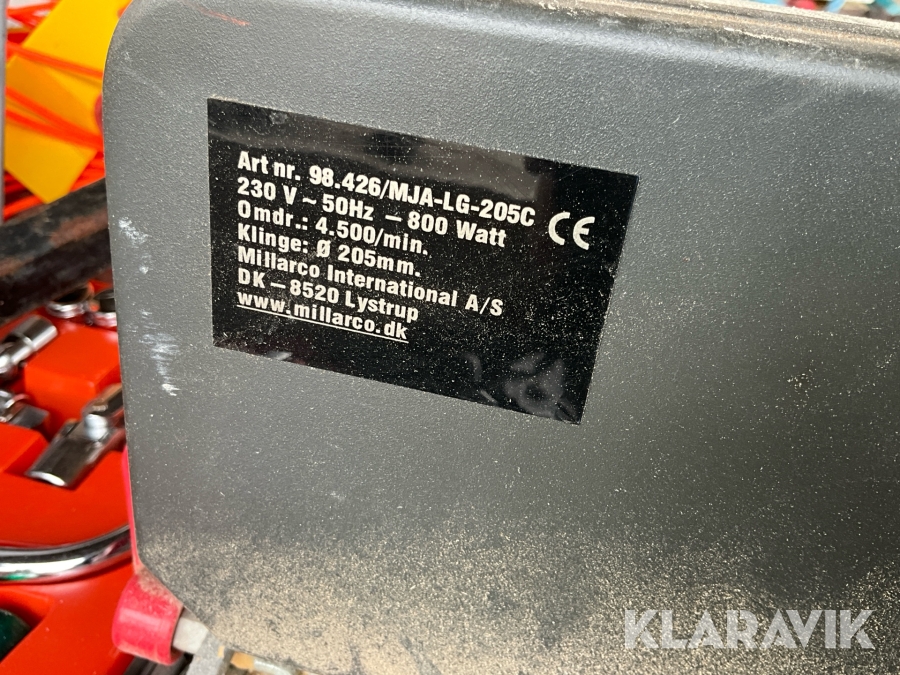 Art nr. 98.426/MJA-LG-205C
230 V ~ 50Hz – 800 Watt
Omdr.: 4.500/min.
Klinge: Ø 205mm.
Millarco International A/S
DK – 8520 Lystrup
www.millarco.dk
CE
KLARAVIK